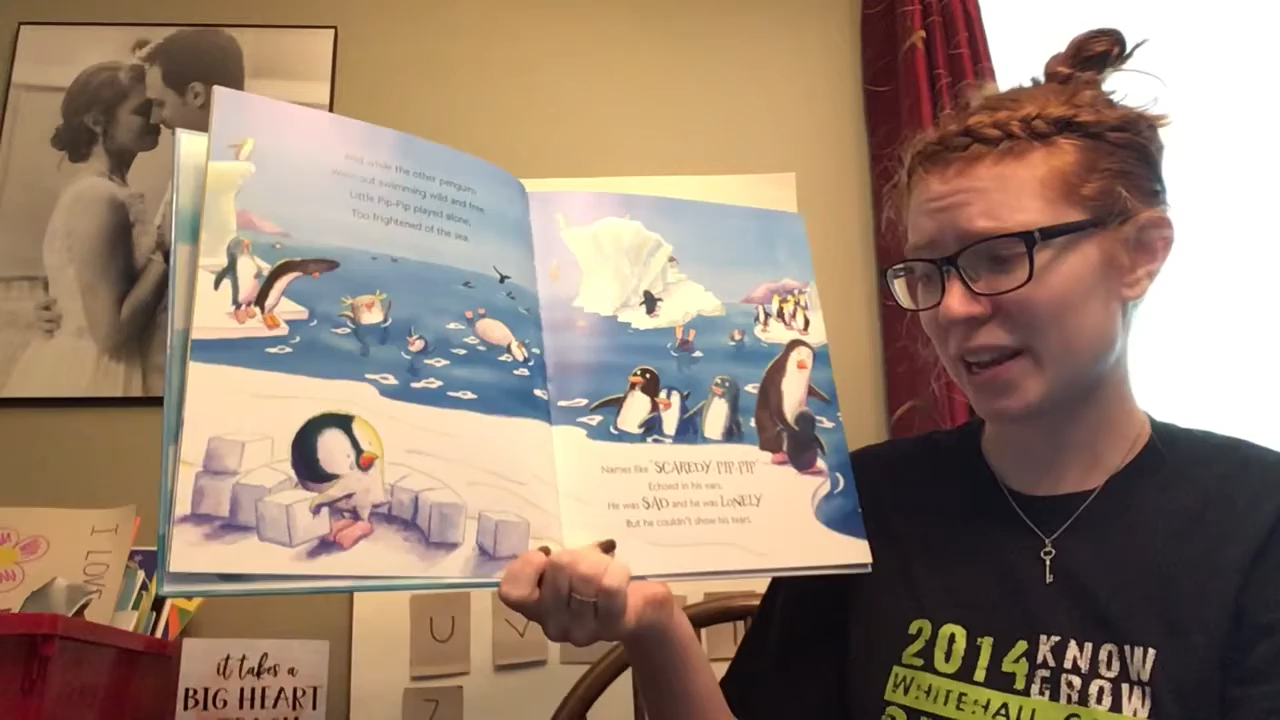 And while the other penguins
Went out swimming wild and free,
Little Pip-Pip played alone,
Too frightened of the sea.
Names like "SCAREDY PIP-PIP"
Echoed in his ears.
He was SAD and he was LONELY
But he couldn't show his tears.
I LOVE
U V
Z
it takes a
BIG HEART
2014 KNOW
GROW
WHITEHALL